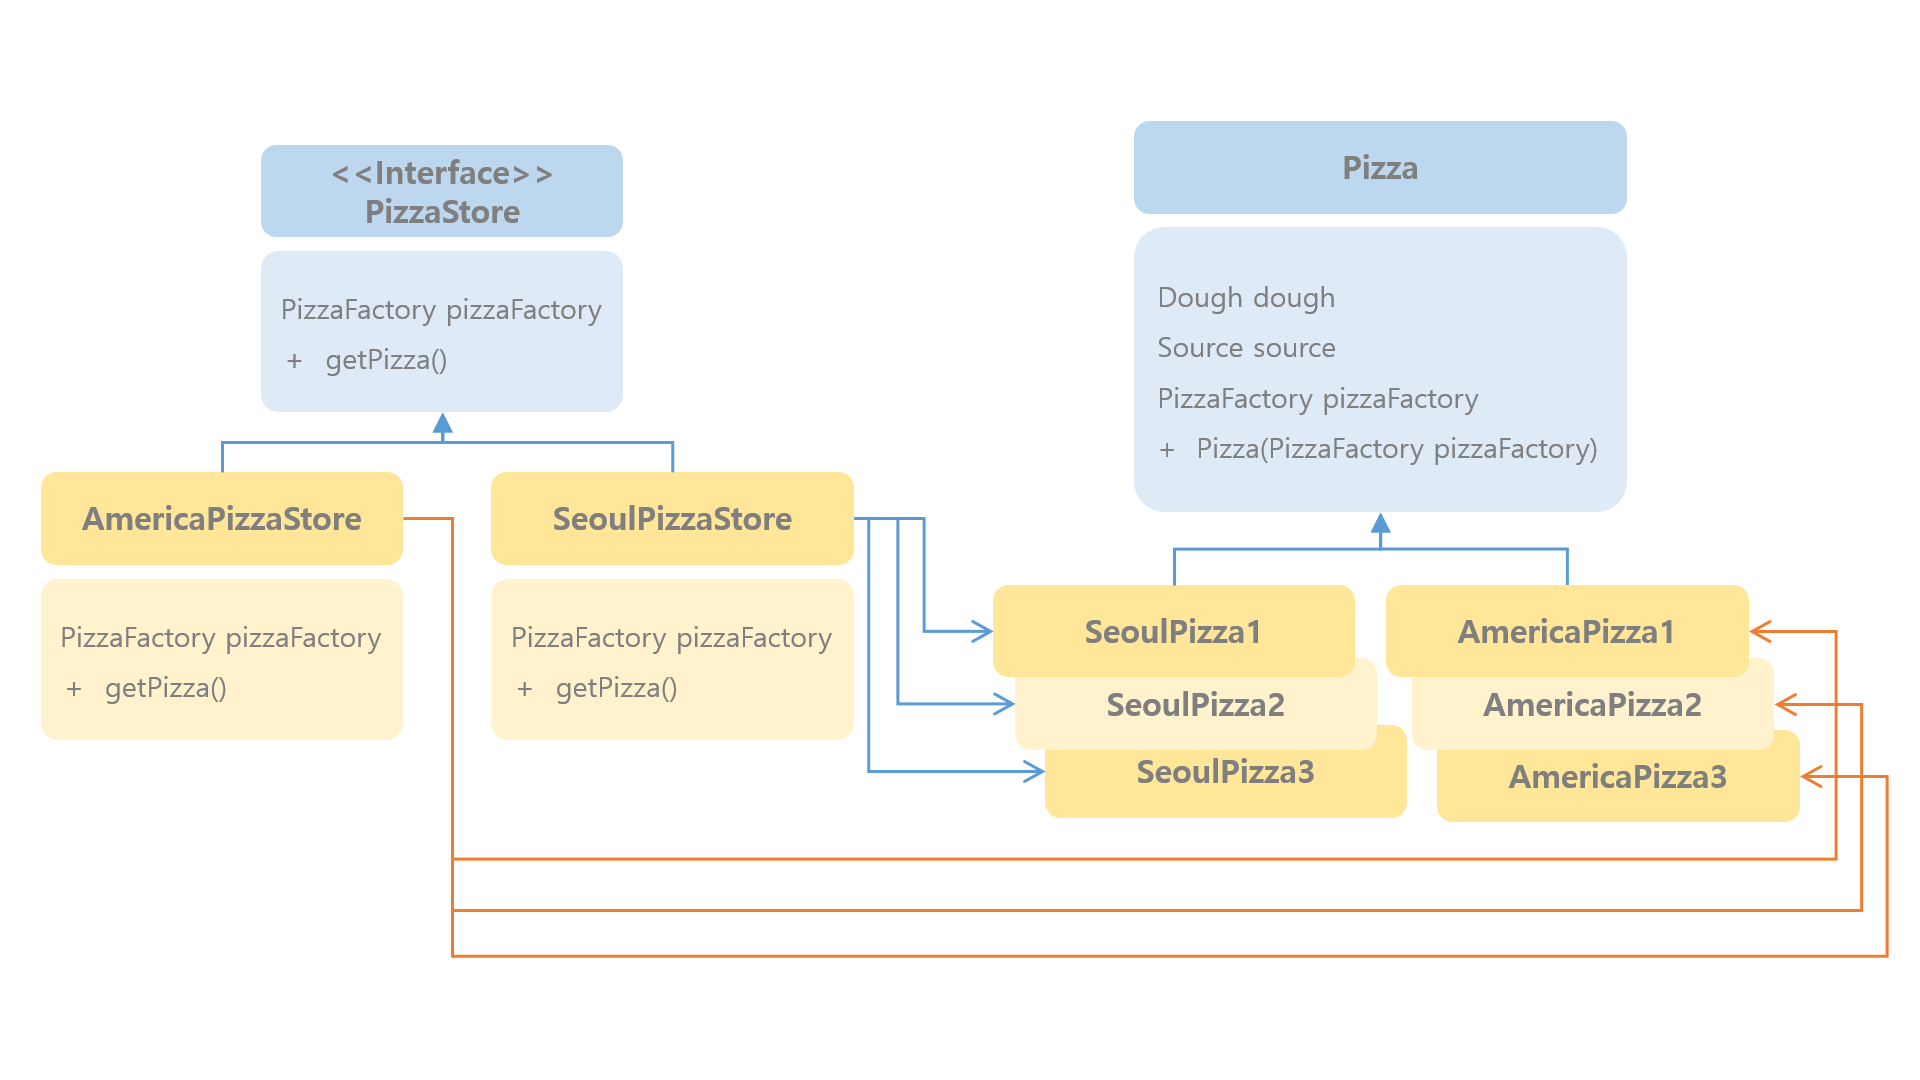 <<Interface>>
PizzaStore
PizzaFactory pizzaFactory
+ getPizza()
AmericaPizzaStore
PizzaFactory pizzaFactory
+ getPizza()
SeoulPizzaStore
PizzaFactory pizzaFactory
+ getPizza()
Pizza
Dough dough
Source source
PizzaFactory pizzaFactory
+ Pizza(PizzaFactory pizzaFactory)
SeoulPizza1
SeoulPizza2
SeoulPizza3
AmericaPizza1
AmericaPizza2
AmericaPizza3